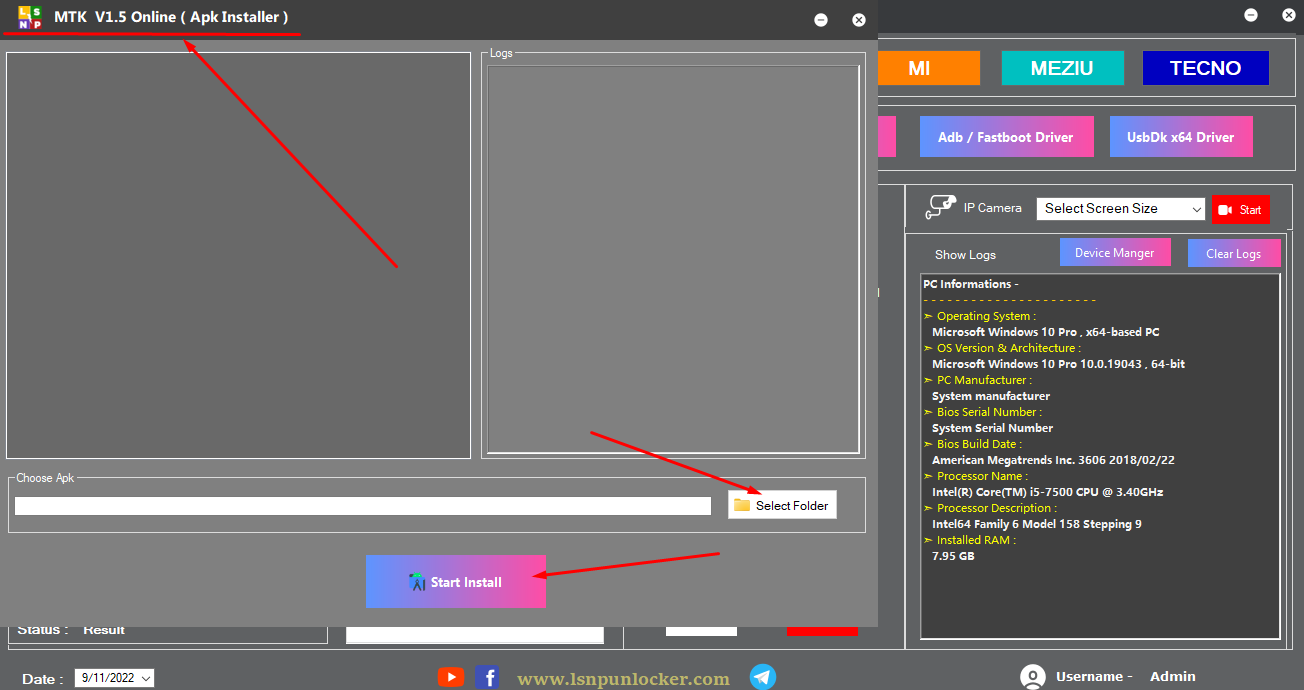 L S N P
MTK V1.5 Online ( Apk Installer )
Logs
Choose Apk
Select Folder
Start Install
MI
MEZIU
TECNO
Adb / Fastboot Driver
UsbDk x64 Driver
IP Camera
Select Screen Size
Start
Show Logs
Device Manger
Clear Logs
PC Informations -
- - - - - - - - - - - - - - - - - - - - - -
➣ Operating System :
Microsoft Windows 10 Pro , x64-based PC
➣ OS Version & Architecture :
Microsoft Windows 10 Pro 10.0.19043 , 64-bit
➣ PC Manufacturer :
System manufacturer
➣ Bios Serial Number :
System Serial Number
➣ Bios Build Date :
American Megatrends Inc. 3606 2018/02/22
➣ Processor Name :
Intel(R) Core(TM) i5-7500 CPU @ 3.40GHz
➣ Processor Description :
Intel64 Family 6 Model 158 Stepping 9
➣ Installed RAM :
7.95 GB
Status : Result
Date : 9/11/2022
www.lsnpunlocker.com
Username - Admin